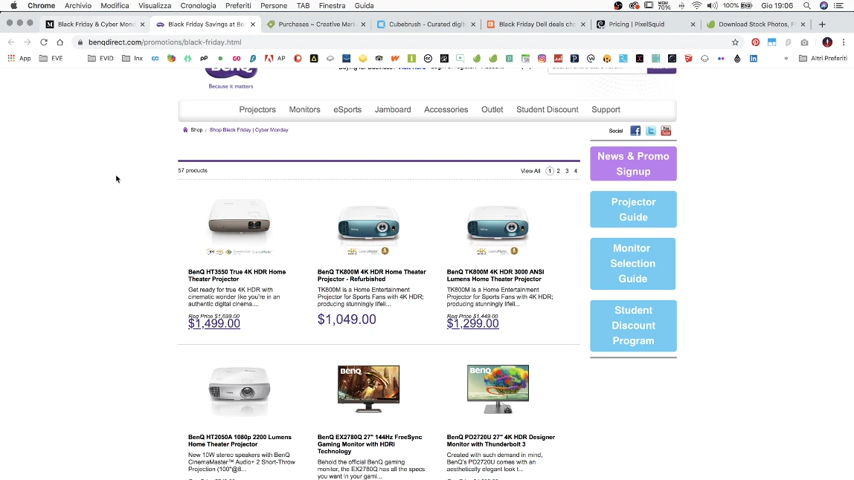 Chrome Archivio Modifica Visualizza Cronologia Preferiti Persone TAB Finestra Guida
70% 100% Gio 19:06
Black Friday & Cyber Mond
Black Friday Savings at Be
Purchases – Creative Mark
Cubebrush - Curated digit
Black Friday Dell deals ch
Pricing | PixelSquid
Download Stock Photos, F
benqdirect.com/promotions/black-friday.html
App EVE EVID Inx AP TAB Altri Preferiti
BenQ
Because it matters
Projectors Monitors eSports Jamboard Accessories Outlet Student Discount Support
Shop / Shop Black Friday | Cyber Monday
Social
57 products
View All 1 2 3 4
News & Promo
Signup
Projector
Guide
Monitor
Selection
Guide
Student
Discount
Program
BenQ HT3550 True 4K HDR Home
Theater Projector
Get ready for true 4K HDR with
cinematic wonder like you're in an
authentic digital cinema...
Reg Price $1,699.00
$1,499.00
BenQ TK800M 4K HDR Home Theater
Projector - Refurbished
TK800M is a Home Entertainment
Projector for Sports Fans with 4K HDR;
producing stunningly lifeli...
$1,049.00
BenQ TK800M 4K HDR 3000 ANSI
Lumens Home Theater Projector
TK800M is a Home Entertainment
Projector for Sports Fans with 4K HDR;
producing stunningly lifeli...
Reg Price $1,449.00
$1,299.00
BenQ HT2050A 1080p 2200 Lumens
Home Theater Projector
New 10W stereo speakers with BenQ
CinemaMaster™ Audio+ 2 Short-Throw
Projection (100"@8...
BenQ EX2780Q 27" 144Hz FreeSync
Gaming Monitor with HDRi
Technology
Behold the official BenQ gaming
monitor, the EX2780Q has all the specs
you want in your gami...
BenQ PD2720U 27" 4K HDR Designer
Monitor with Thunderbolt 3
Created with such demand in mind,
BenQ's PD2720U comes with an
aesthetically elegant look t...